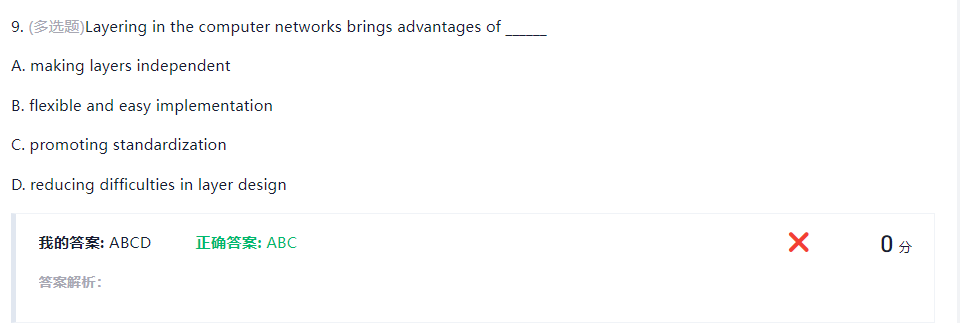 9. (多选题)Layering in the computer networks brings advantages of ______
A. making layers independent
B. flexible and easy implementation
C. promoting standardization
D. reducing difficulties in layer design
我的答案: ABCD 正确答案: ABC 0 分
答案解析: